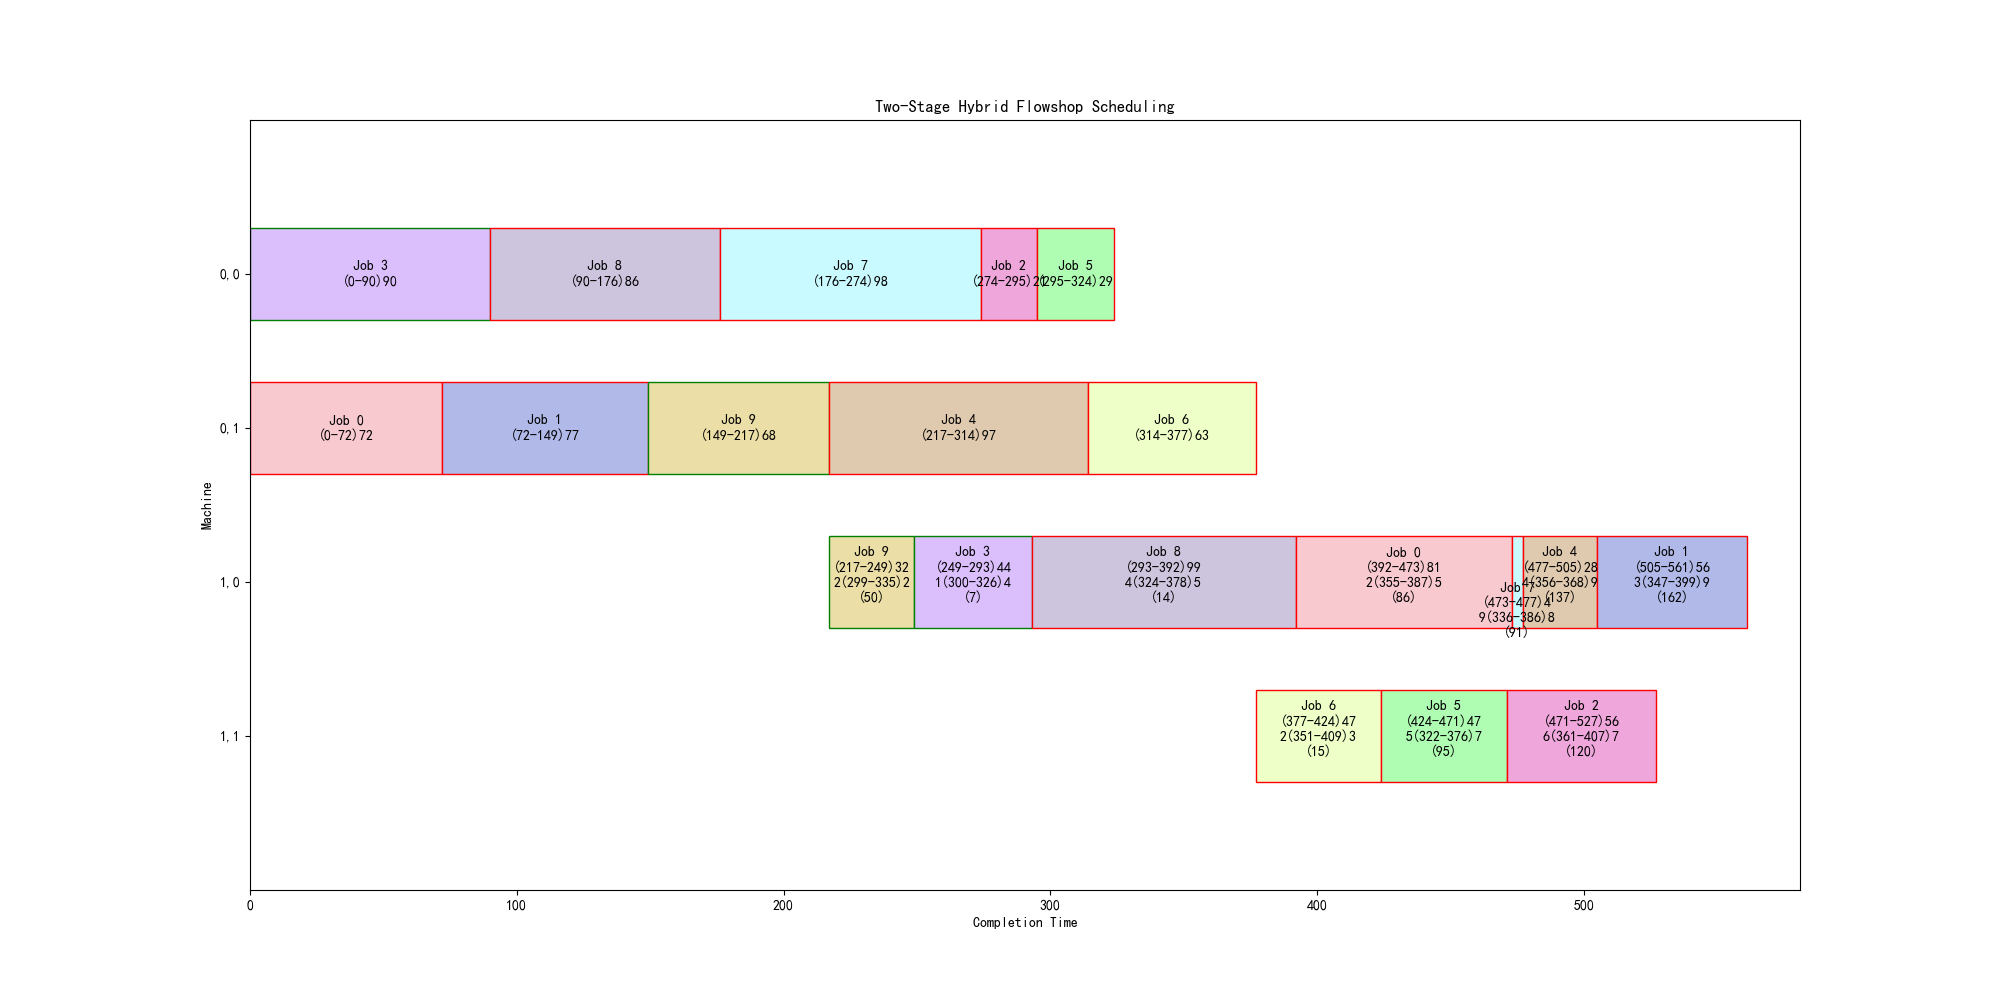 Two-Stage Hybrid Flowshop Scheduling
Machine
0,0
Job 3
(0-90)90
Job 8
(90-176)86
Job 7
(176-274)98
Job 2
(274-295)21
Job 5
(295-324)29
0,1
Job 0
(0-72)72
Job 1
(72-149)77
Job 9
(149-217)68
Job 4
(217-314)97
Job 6
(314-377)63
1,0
Job 9
(217-249)32
2(299-335)2
(50)
Job 3
(249-293)44
1(300-326)4
(7)
Job 8
(293-392)99
4(324-378)5
(14)
Job 0
(392-473)81
2(355-387)5
(86)
Job 7
(473-477)4
9(336-386)8
(91)
Job 4
(477-505)28
4(356-368)9
(137)
Job 1
(505-561)56
3(347-399)9
(162)
1,1
Job 6
(377-424)47
2(351-409)3
(15)
Job 5
(424-471)47
5(322-376)7
(95)
Job 2
(471-527)56
6(361-407)7
(120)
0
100
200
300
400
500
Completion Time